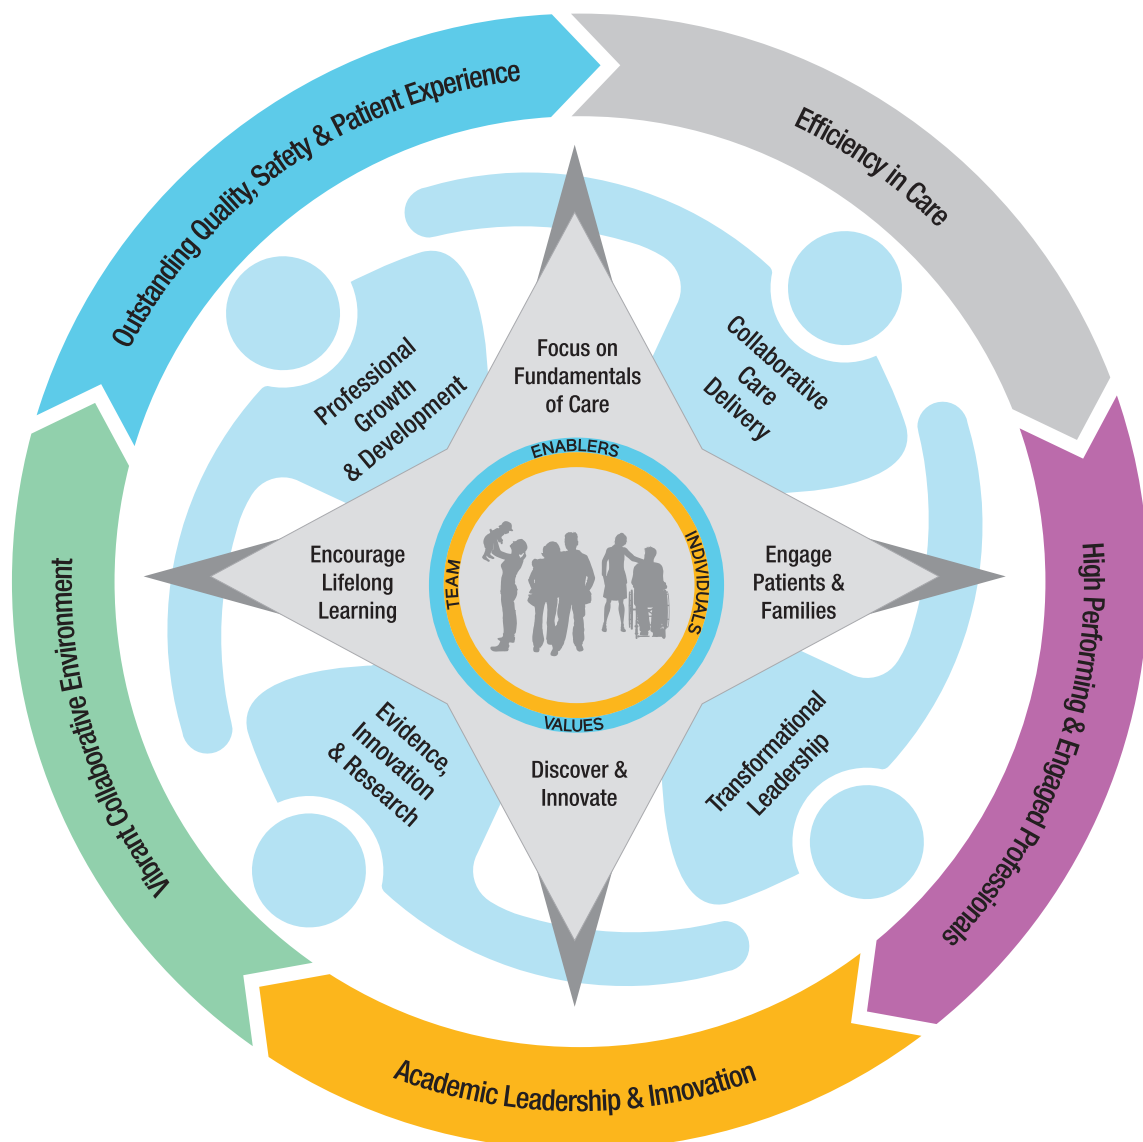 Outstanding Quality, Safety & Patient Experience
Efficiency in Care
High Performing & Engaged Professionals
Academic Leadership & Innovation
Vibrant Collaborative Environment
Professional
Growth
& Development
Collaborative
Care
Delivery
Transformational
Leadership
Evidence,
Innovation
& Research
Focus on
Fundamentals
of Care
Engage
Patients &
Families
Discover &
Innovate
Encourage
Lifelong
Learning
ENABLERS
INDIVIDUALS
VALUES
TEAM